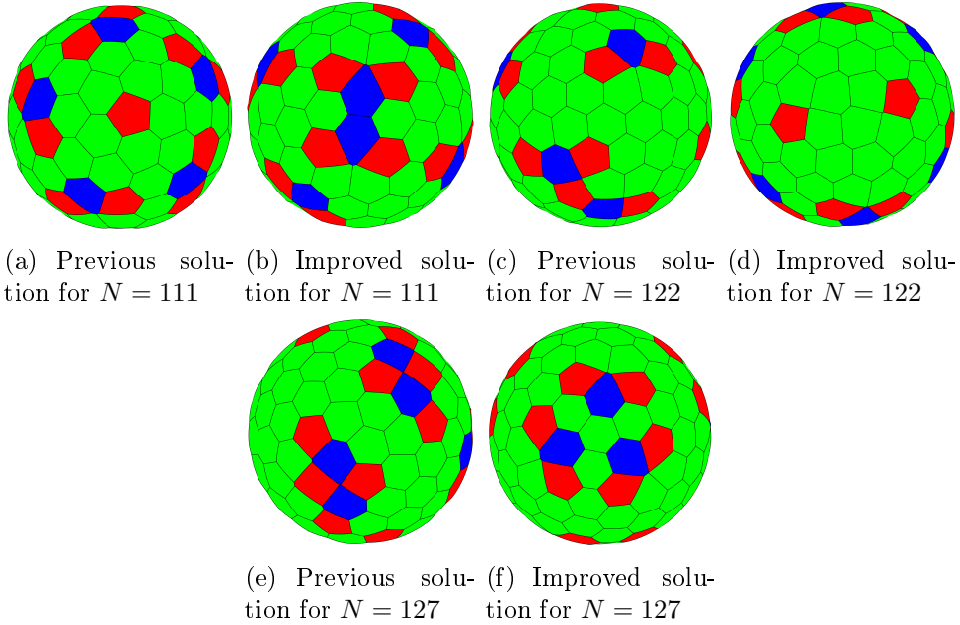 (a) Previous solu-
tion for N = 111
(b) Improved solu-
tion for N = 111
(c) Previous solu-
tion for N = 122
(d) Improved solu-
tion for N = 122
(e) Previous solu-
tion for N = 127
(f) Improved solu-
tion for N = 127